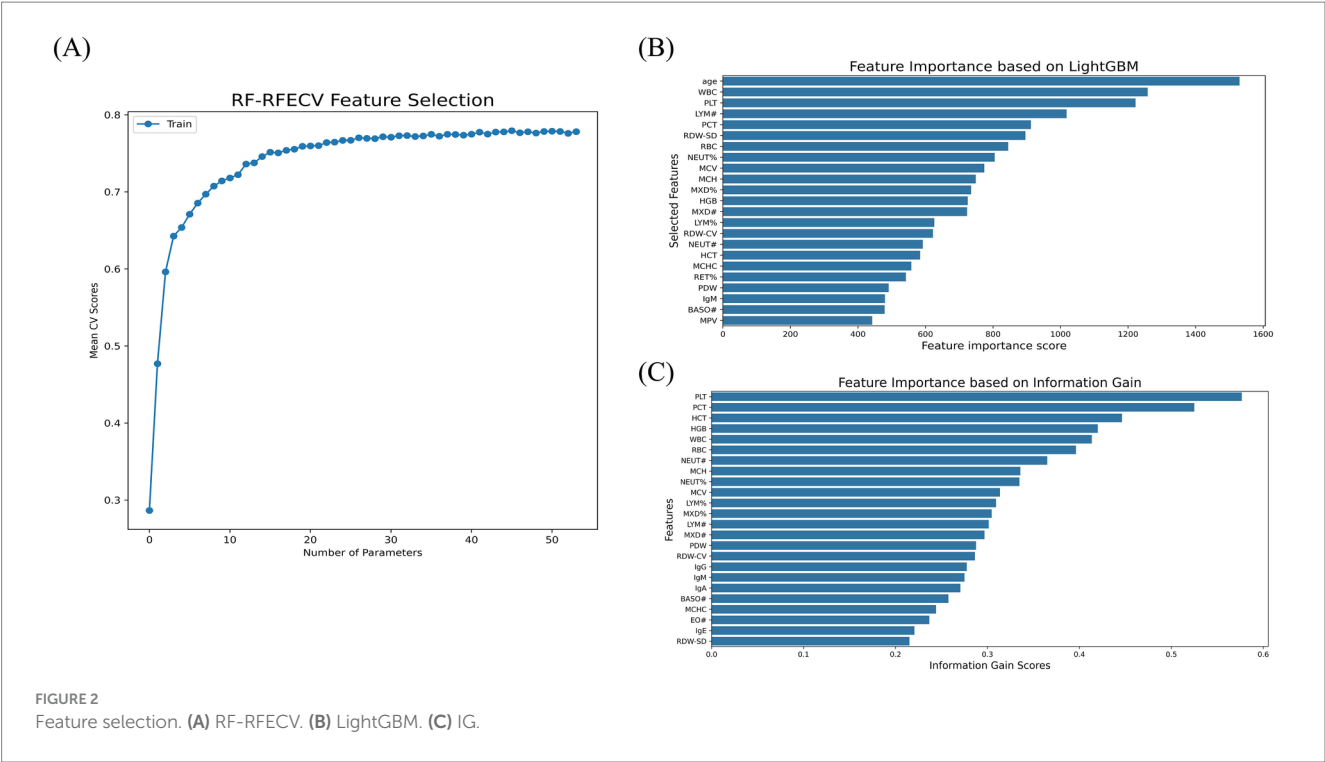 (A)
RF-RFECV Feature Selection
Train
0.8
0.7
0.6
0.5
0.4
0.3
Mean CV Scores
0 10 20 30 40 50
Number of Parameters
(B)
Feature Importance based on LightGBM
Selected Features
age
WBC
PLT
LYM#
PCT
RDW-SD
RBC
NEUT%
MCV
MCH
MXD%
HGB
MXD#
LYM%
RDW-CV
NEUT#
HCT
MCHC
RET%
PDW
IgM
BASO#
MPV
0 200 400 600 800 1000 1200 1400 1600
Feature importance score
(C)
Feature Importance based on Information Gain
Features
PLT
PCT
HCT
HGB
WBC
RBC
NEUT#
MCH
NEUT%
MCV
LYM%
MXD%
LYM#
MXD#
PDW
RDW-CV
IgG
IgM
IgA
BASO#
MCHC
EO#
IgE
RDW-SD
0.0 0.1 0.2 0.3 0.4 0.5 0.6
Information Gain Scores
FIGURE 2
Feature selection. (A) RF-RFECV. (B) LightGBM. (C) IG.